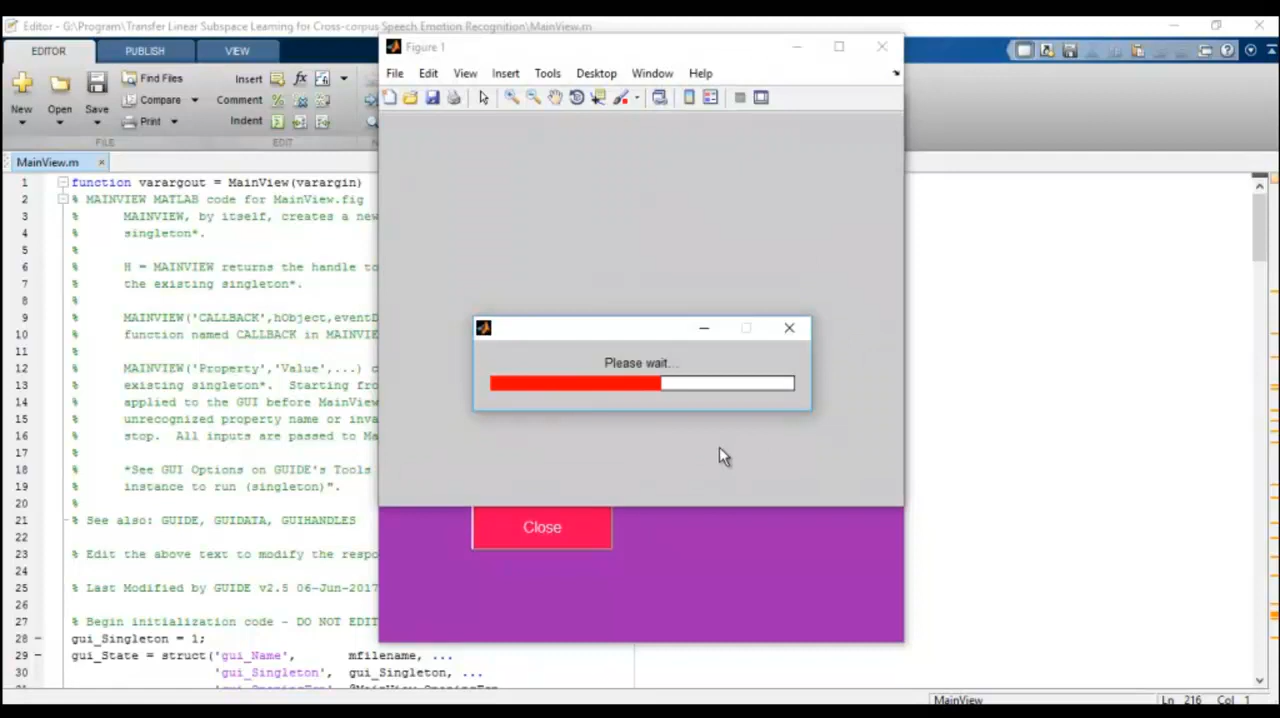 Editor - G:\Program\Transfer Linear Subspace Learning for Cross-corpus Speech Emotion Recognition\MainView.m
EDITOR PUBLISH VIEW
New Open Save
Find Files
Compare
Print
FILE
Insert
Comment
Indent
EDIT
MainView.m ×
1 function varargout = MainView(varargin)
2 % MAINVIEW MATLAB code for MainView.fig
3 % MAINVIEW, by itself, creates a new
4 % singleton*.
5 %
6 % H = MAINVIEW returns the handle to
7 % the existing singleton*.
8 %
9 % MAINVIEW('CALLBACK',hObject,eventD
10 % function named CALLBACK in MAINVIE
11 %
12 % MAINVIEW('Property','Value',...) c
13 % existing singleton*. Starting fro
14 % applied to the GUI before MainView
15 % unrecognized property name or inva
16 % stop. All inputs are passed to Ma
17 %
18 % *See GUI Options on GUIDE's Tools
19 % instance to run (singleton)".
20 %
21 % See also: GUIDE, GUIDATA, GUIHANDLES
22
23 % Edit the above text to modify the respo
24
25 % Last Modified by GUIDE v2.5 06-Jun-2017
26
27 % Begin initialization code - DO NOT EDIT
28 gui_Singleton = 1;
29 gui_State = struct('gui_Name', mfilename, ...
30 'gui_Singleton', gui_Singleton, ...
Figure 1
File Edit View Insert Tools Desktop Window Help
Please wait...
Close
MainView Ln 216 Col 1